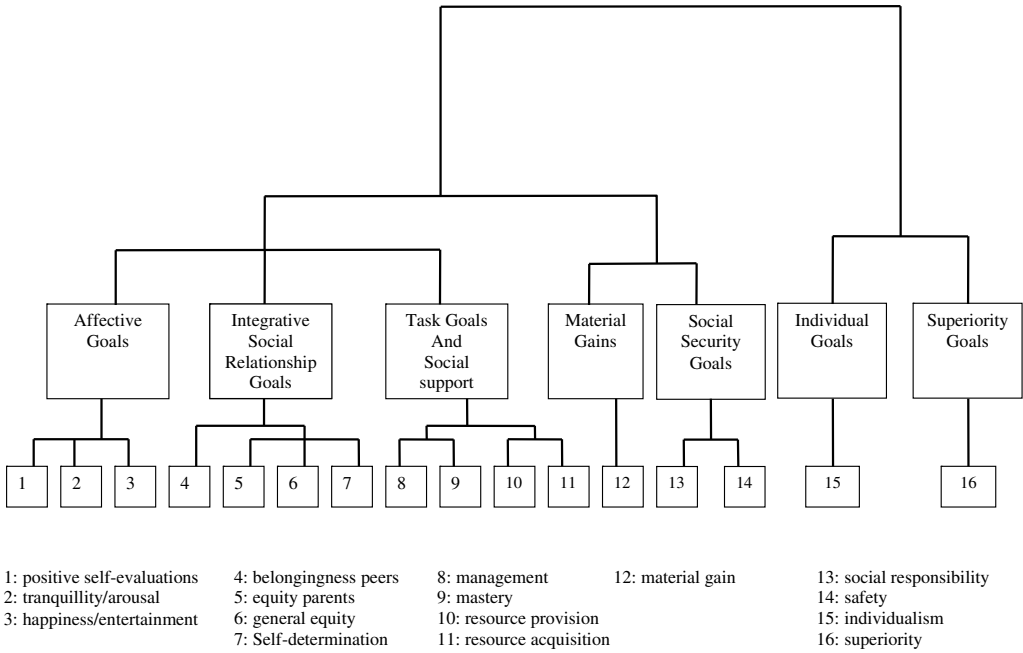 Affective
Goals
Integrative
Social
Relationship
Goals
Task Goals
And
Social
support
Material
Gains
Social
Security
Goals
Individual
Goals
Superiority
Goals
1
2
3
4
5
6
7
8
9
10
11
12
13
14
15
16
1: positive self-evaluations
2: tranquillity/arousal
3: happiness/entertainment
4: belongingness peers
5: equity parents
6: general equity
7: Self-determination
8: management
9: mastery
10: resource provision
11: resource acquisition
12: material gain
13: social responsibility
14: safety
15: individualism
16: superiority